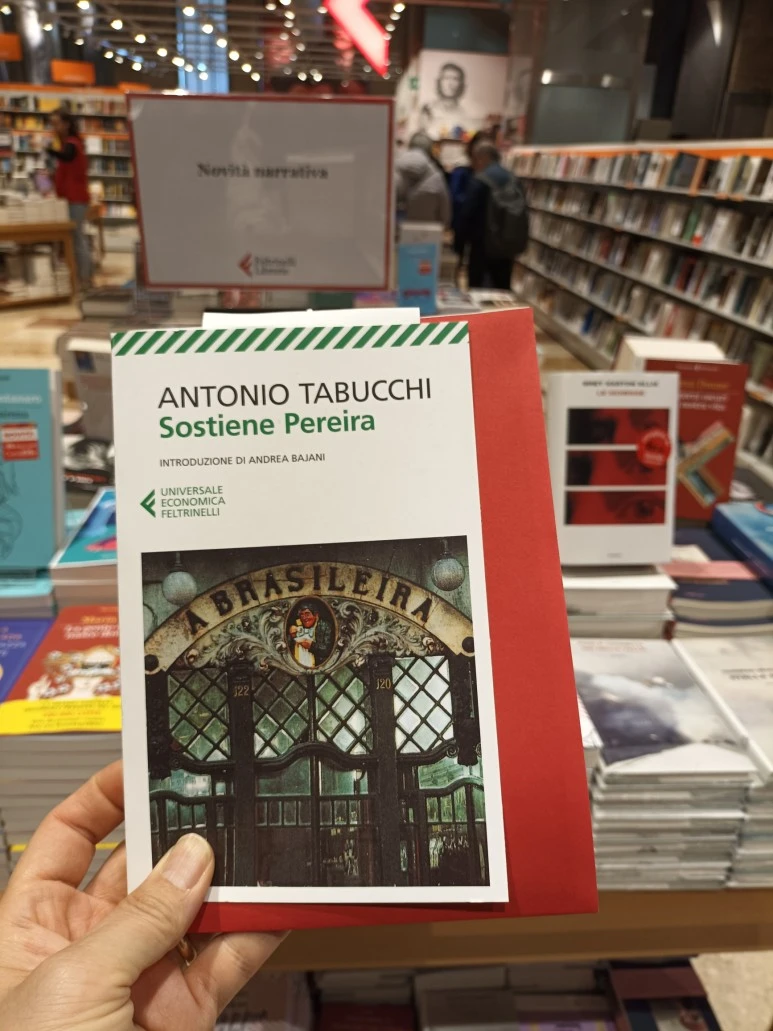 Novità narrativa
Feltrinelli
Librerie
ANTONIO TABUCCHI
Sostiene Pereira
INTRODUZIONE DI ANDREA BAJANI
UNIVERSALE
ECONOMICA
FELTRINELLI
A BRASILEIRA
122
120